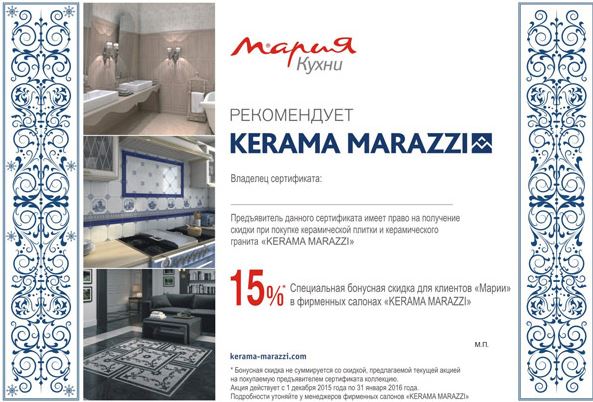 Мария
Кухни
РЕКОМЕНДУЕТ
KERAMA MARAZZI
Владелец сертификата:
Предъявитель данного сертификата имеет право на получение
скидки при покупке керамической плитки и керамического
гранита «KERAMA MARAZZI»
15%* Специальная бонусная скидка для клиентов «Марии»
в фирменных салонах «KERAMA MARAZZI»
М.П.
kerama-marazzi.com
* Бонусная скидка не суммируется со скидкой, предлагаемой текущей акцией
на покупаемую предъявителем сертификата коллекцию.
Акция действует с 1 декабря 2015 года по 31 января 2016 года.
Подробности утоняйте у менеджеров фирменных салонов «KERAMA MARAZZI»